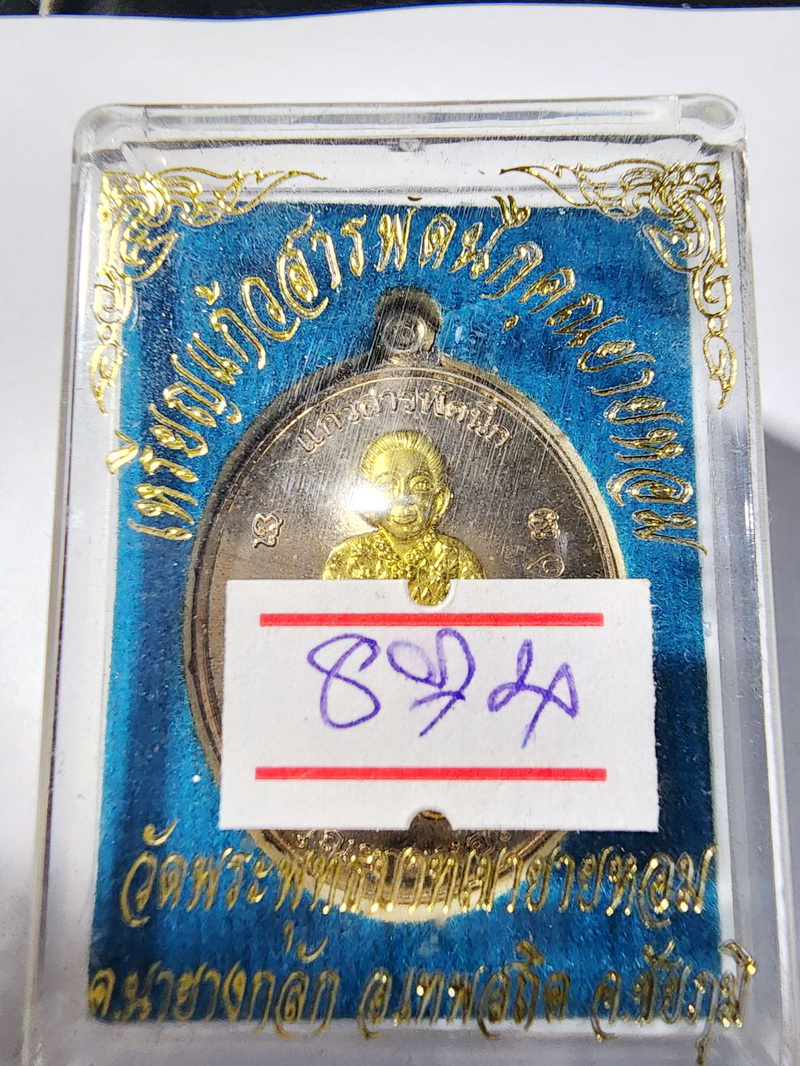 เหรียญแก้วสารพัดนึกคุณยายหอม
แก้วสารพัดนึก
วัดพระพุทธบาทเขายายหอม
ต.นายางกลัก อ.เทพสถิต จ.ชัยภูมิ